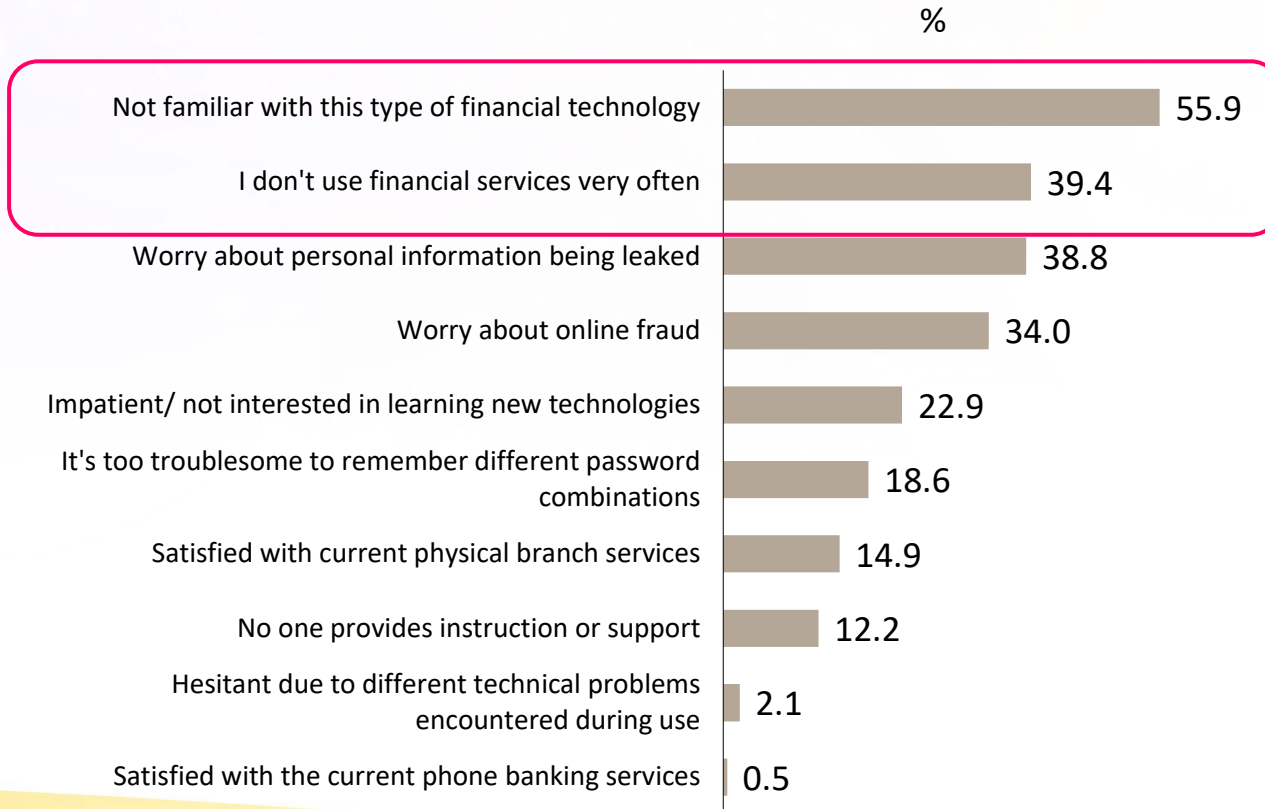 %
Not familiar with this type of financial technology 55.9
I don't use financial services very often 39.4
Worry about personal information being leaked 38.8
Worry about online fraud 34.0
Impatient/ not interested in learning new technologies 22.9
It's too troublesome to remember different password
combinations 18.6
Satisfied with current physical branch services 14.9
No one provides instruction or support 12.2
Hesitant due to different technical problems
encountered during use 2.1
Satisfied with the current phone banking services 0.5